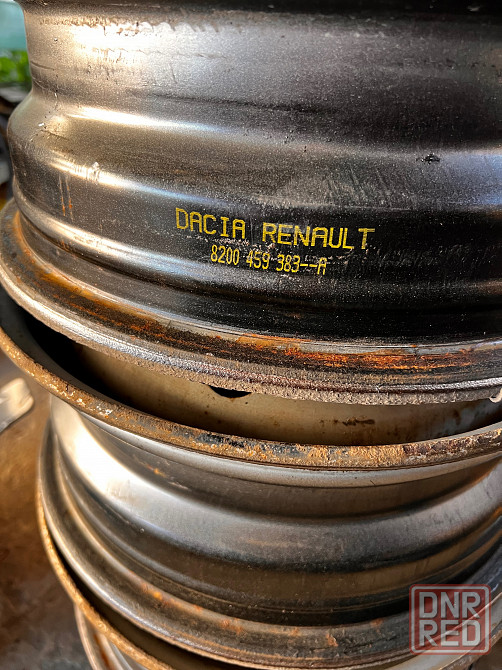 DACIA RENAULT
8200 459 383--A
DNR
RED